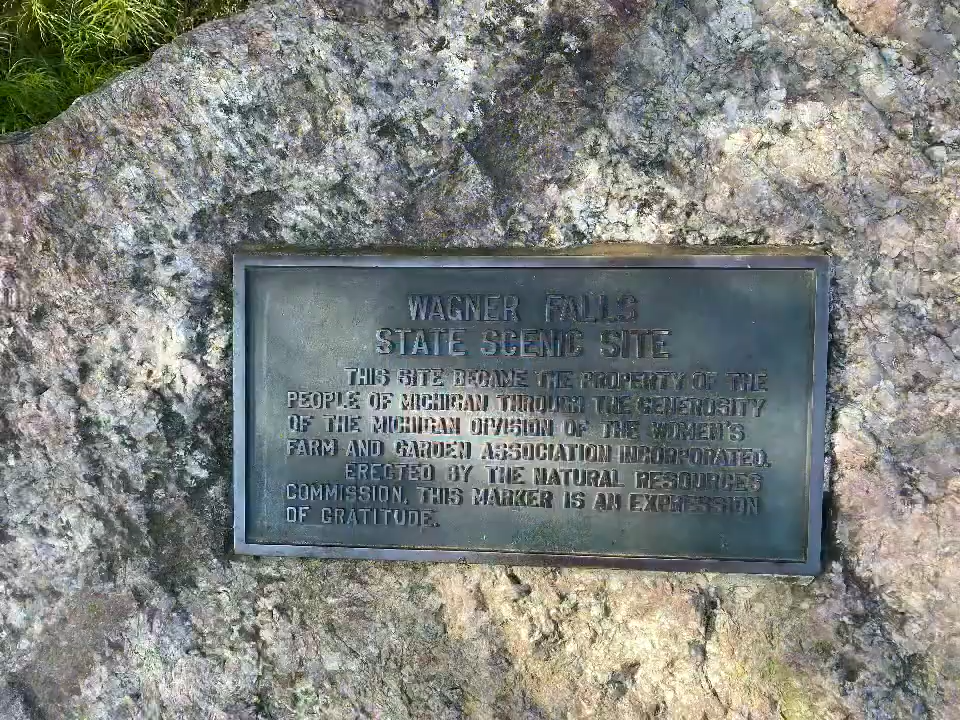 WAGNER FALLS
STATE SCENIC SITE
THIS SITE BECAME THE PROPERTY OF THE
PEOPLE OF MICHIGAN THROUGH THE GENEROSITY
OF THE MICHIGAN DIVISION OF THE WOMEN'S
FARM AND GARDEN ASSOCIATION INCORPORATED.
ERECTED BY THE NATURAL RESOURCES
COMMISSION, THIS MARKER IS AN EXPRESSION
OF GRATITUDE.